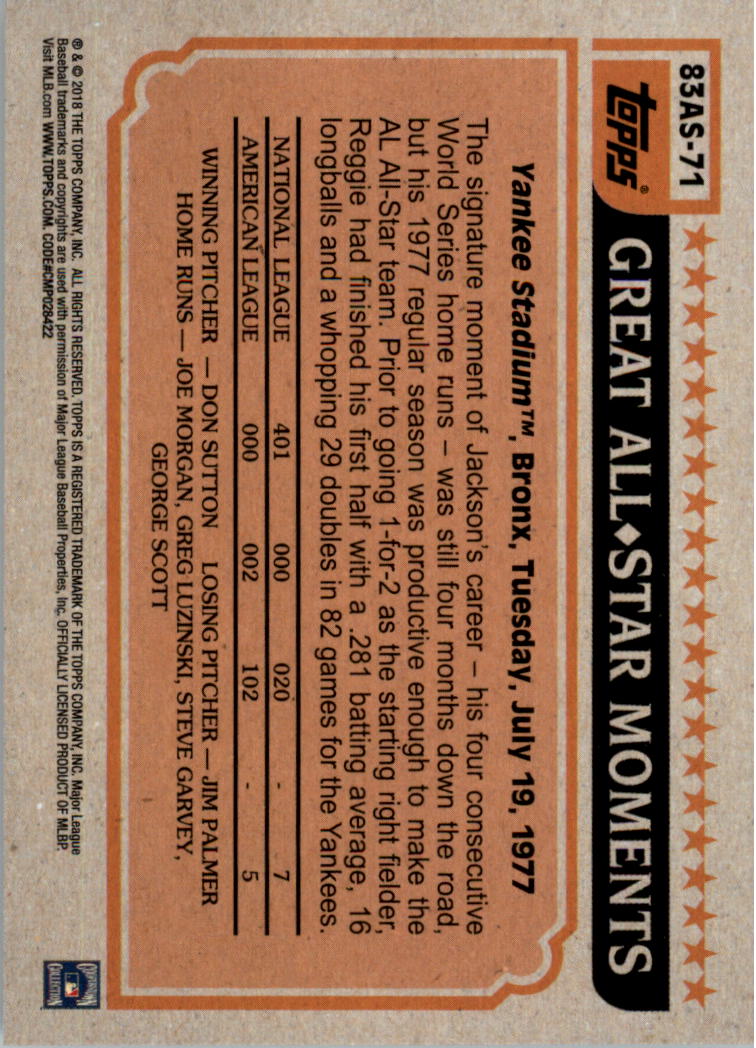 83AS-71
TOPPS®
GREAT ALL◆STAR MOMENTS
Yankee Stadium™, Bronx, Tuesday, July 19, 1977
The signature moment of Jackson's career – his four consecutive
World Series home runs – was still four months down the road,
but his 1977 regular season was productive enough to make the
AL All-Star team. Prior to going 1-for-2 as the starting right fielder,
Reggie had finished his first half with a .281 batting average, 16
longballs and a whopping 29 doubles in 82 games for the Yankees.
NATIONAL LEAGUE 401 000 020 - 7
AMERICAN LEAGUE 000 002 102 - 5
WINNING PITCHER — DON SUTTON LOSING PITCHER — JIM PALMER
HOME RUNS — JOE MORGAN, GREG LUZINSKI, STEVE GARVEY,
GEORGE SCOTT
® & © 2018 THE TOPPS COMPANY, INC. ALL RIGHTS RESERVED. TOPPS IS A REGISTERED TRADEMARK OF THE TOPPS COMPANY, INC. Major League
Baseball trademarks and copyrights are used with permission of Major League Baseball Properties, Inc. OFFICIALLY LICENSED PRODUCT OF MLBP.
Visit MLB.com WWW.TOPPS.COM. CODE#CMP028422
COOPERSTOWN
COLLECTION